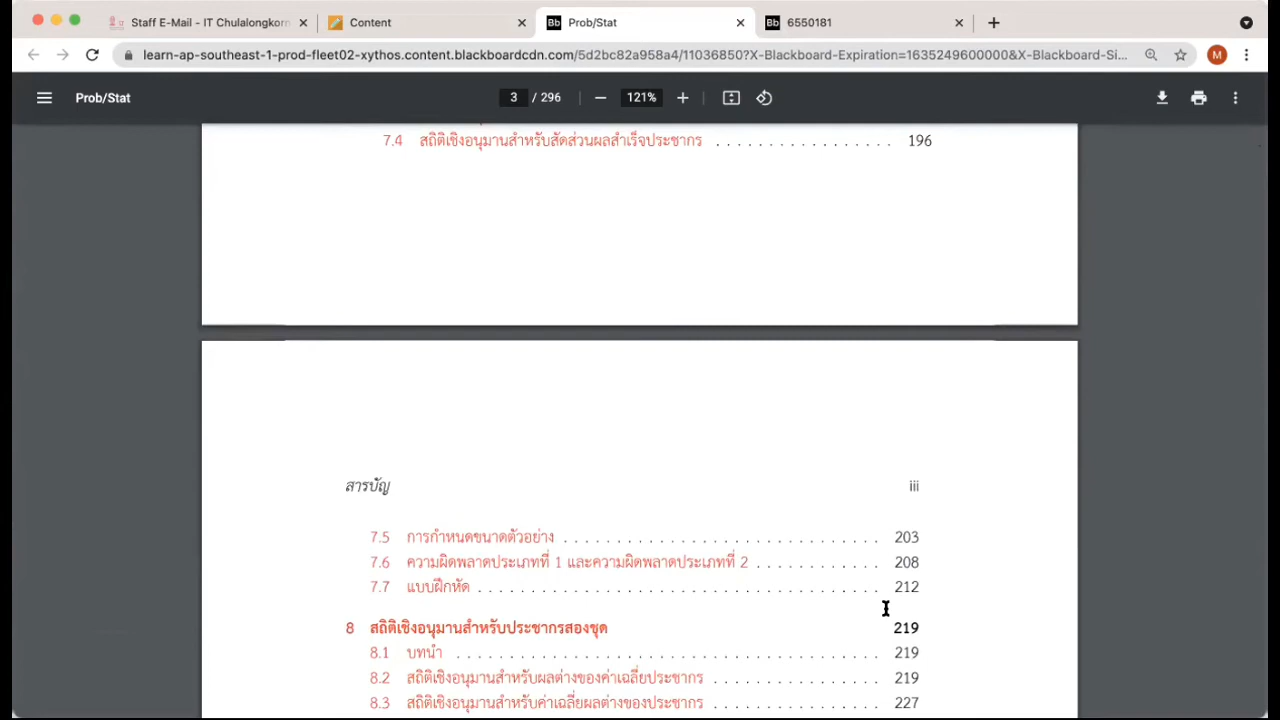 Staff E-Mail - IT Chulalongkorn
Content
Bb Prob/Stat
Bb 6550181
learn-ap-southeast-1-prod-fleet02-xythos.content.blackboardcdn.com/5d2bc82a958a4/11036850?X-Blackboard-Expiration=1635249600000&X-Blackboard-Si...
M
Prob/Stat
3 / 296
121%
7.4 สถิติเชิงอนุมานสำหรับสัดส่วนผลสำเร็จประชากร . . . . . . . . . . . . . . . . 196
สารบัญ iii
7.5 การกำหนดขนาดตัวอย่าง . . . . . . . . . . . . . . . . . . . . . . . . . . . . . 203
7.6 ความผิดพลาดประเภทที่ 1 และความผิดพลาดประเภทที่ 2 . . . . . . . . . . . . 208
7.7 แบบฝึกหัด . . . . . . . . . . . . . . . . . . . . . . . . . . . . . . . . . . . . . 212
8 สถิติเชิงอนุมานสำหรับประชากรสองชุด 219
8.1 บทนำ . . . . . . . . . . . . . . . . . . . . . . . . . . . . . . . . . . . . . . . 219
8.2 สถิติเชิงอนุมานสำหรับผลต่างของค่าเฉลี่ยประชากร . . . . . . . . . . . . . . . . 219
8.3 สถิติเชิงอนุมานสำหรับค่าเฉลี่ยผลต่างของประชากร . . . . . . . . . . . . . . . . 227